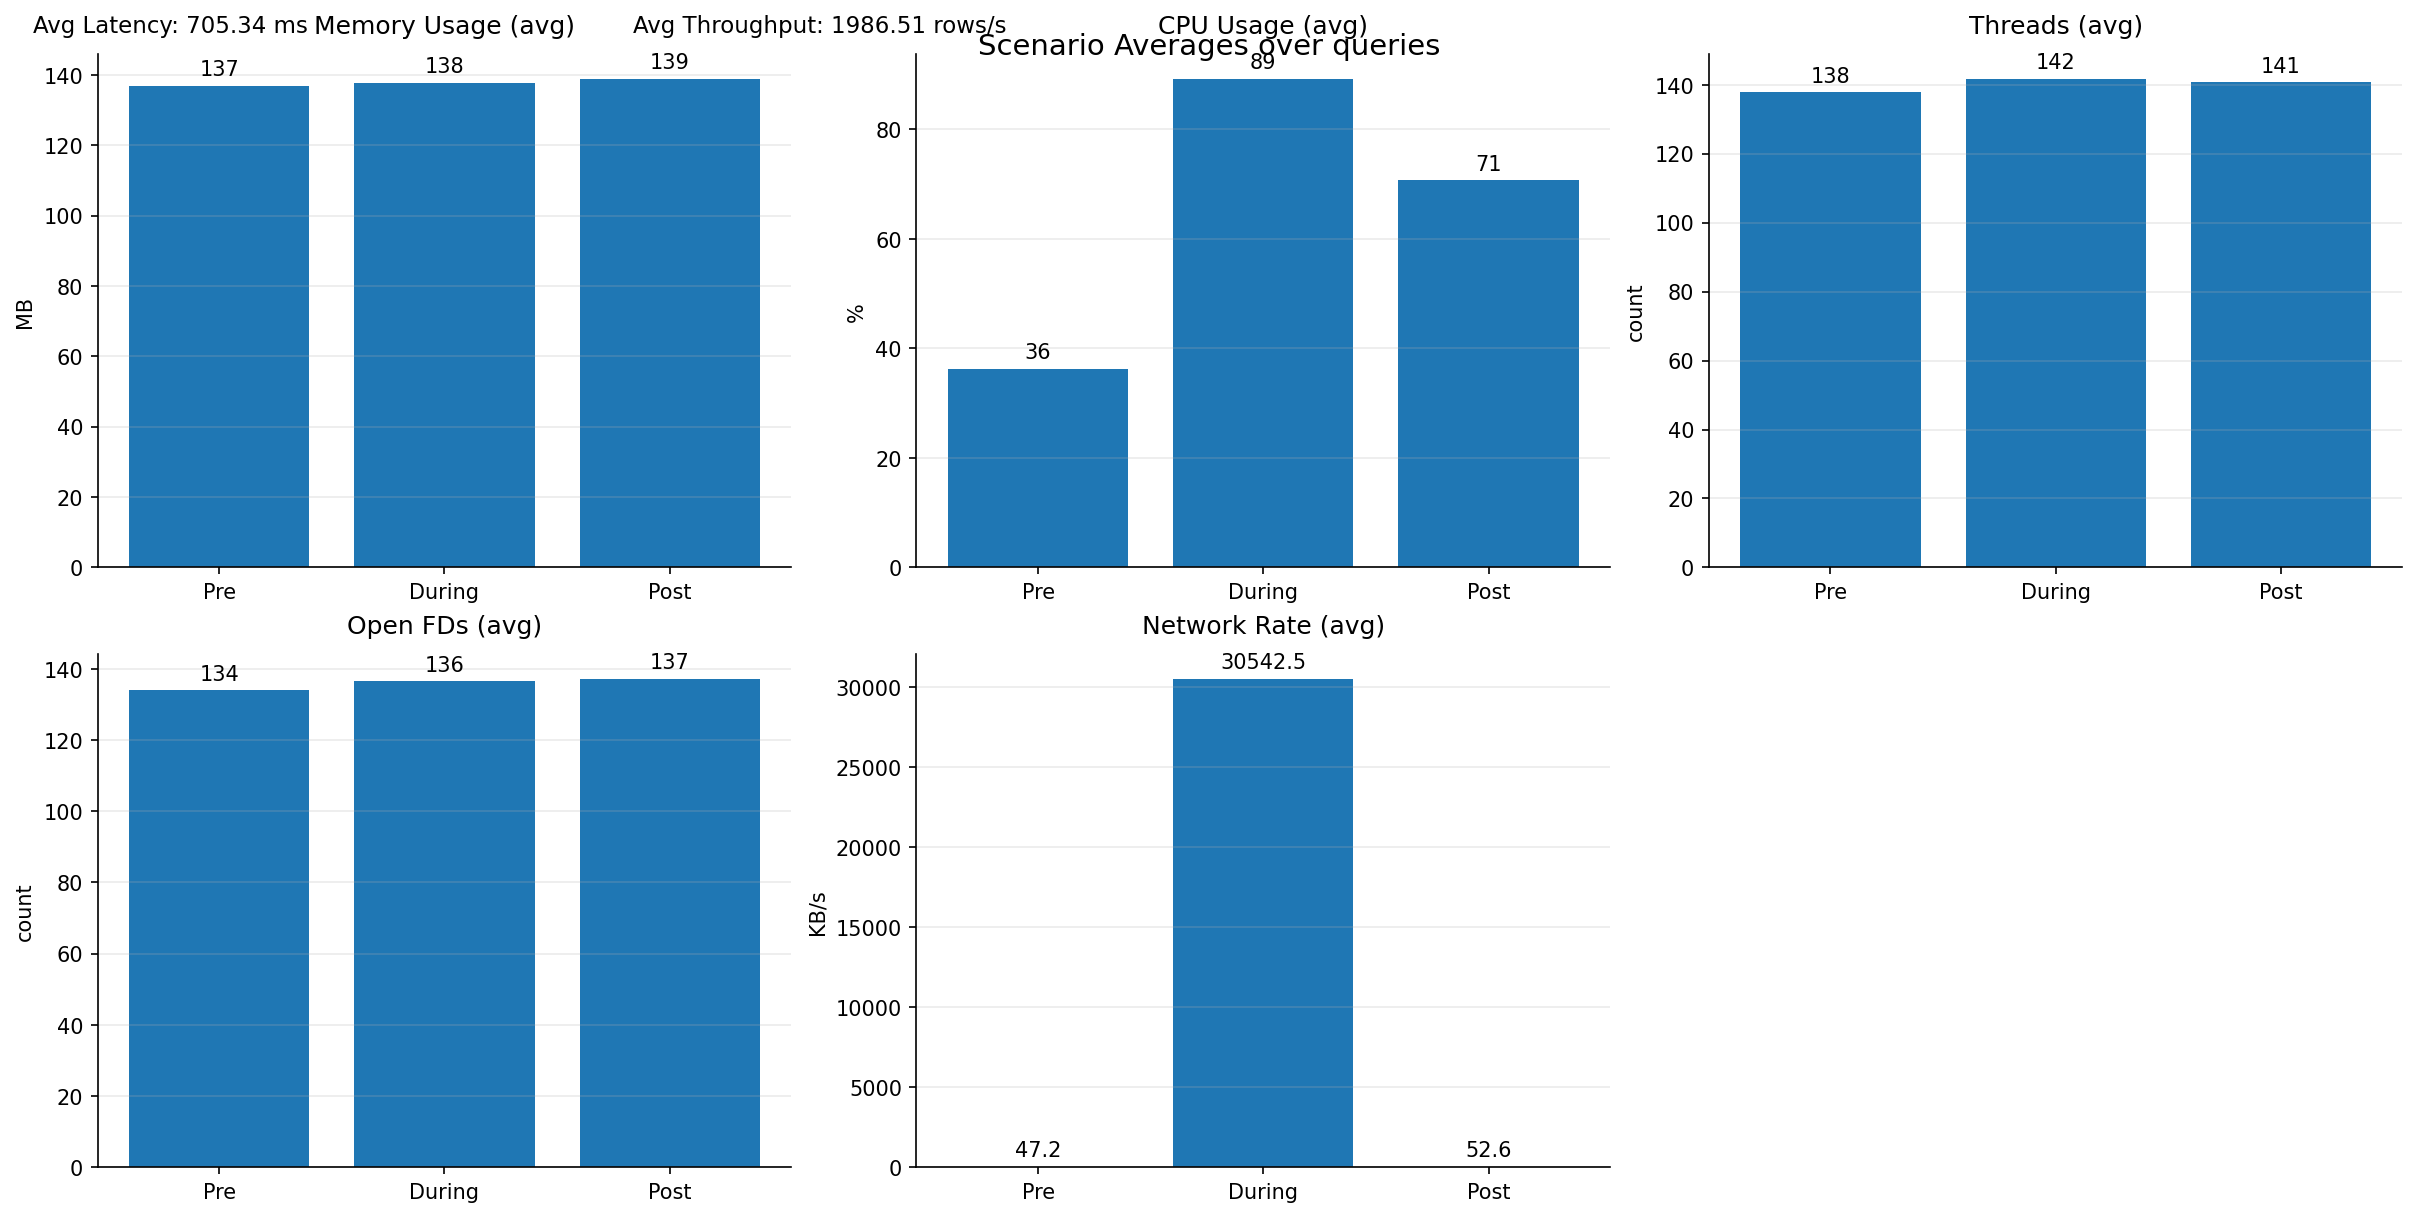 Avg Latency: 705.34 ms
Avg Throughput: 1986.51 rows/s
Scenario Averages over queries
Memory Usage (avg)
MB
140
120
100
80
60
40
20
0
137
138
139
Pre
During
Post
CPU Usage (avg)
%
80
60
40
20
0
36
89
71
Pre
During
Post
Threads (avg)
count
140
120
100
80
60
40
20
0
138
142
141
Pre
During
Post
Open FDs (avg)
count
140
120
100
80
60
40
20
0
134
136
137
Pre
During
Post
Network Rate (avg)
KB/s
30000
25000
20000
15000
10000
5000
0
47.2
30542.5
52.6
Pre
During
Post